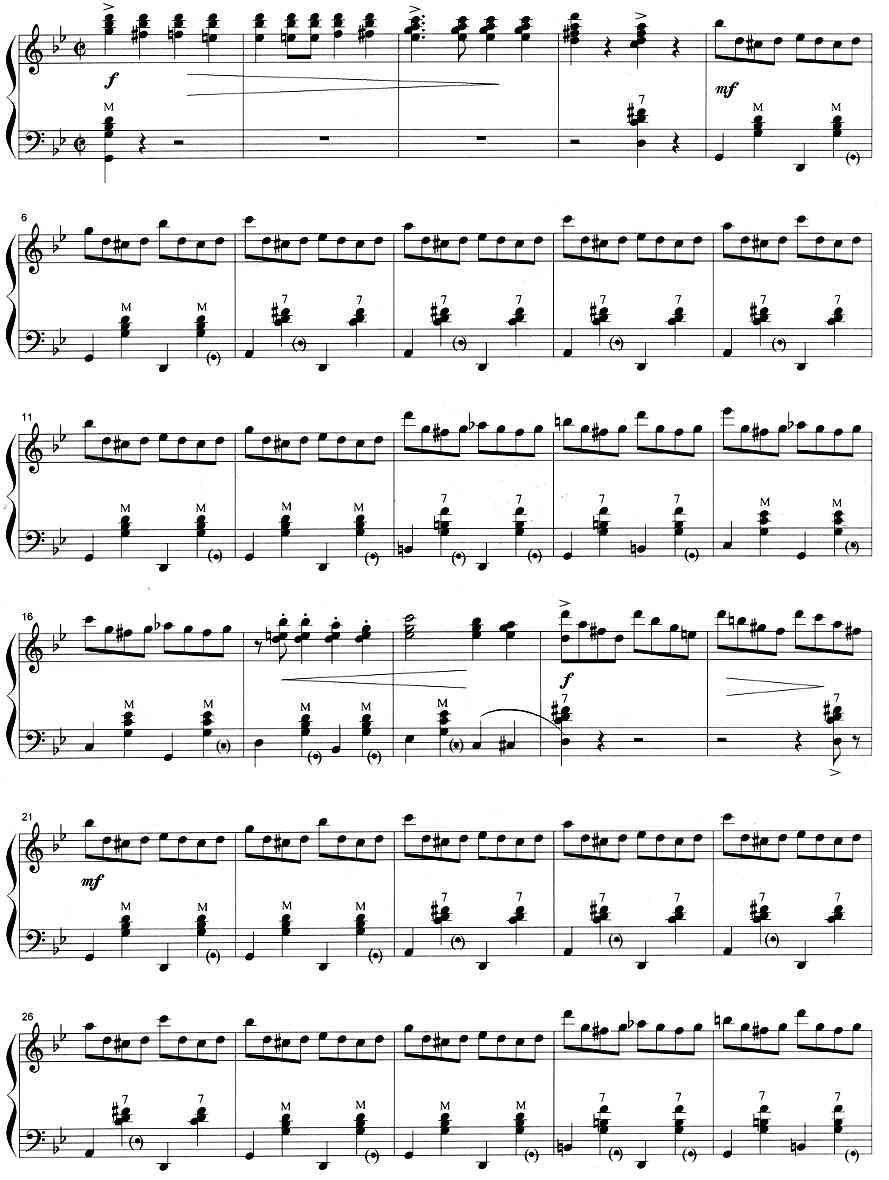 f mf
M 7 M M
6
M M 7 7 7 7 7 7 7 7
11
M M M M 7 7 7 7 M M
16
f
M M M M M 7 7
21
mf
M M M M 7 7 7 7 7 7
26
7 7 M M M M 7 7 7 7